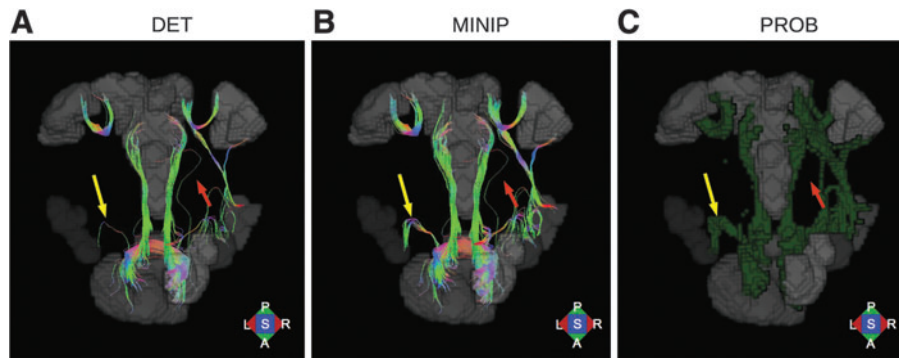 A DET
B MINIP
C PROB
P
L S R
A
P
L S R
A
P
L S R
A